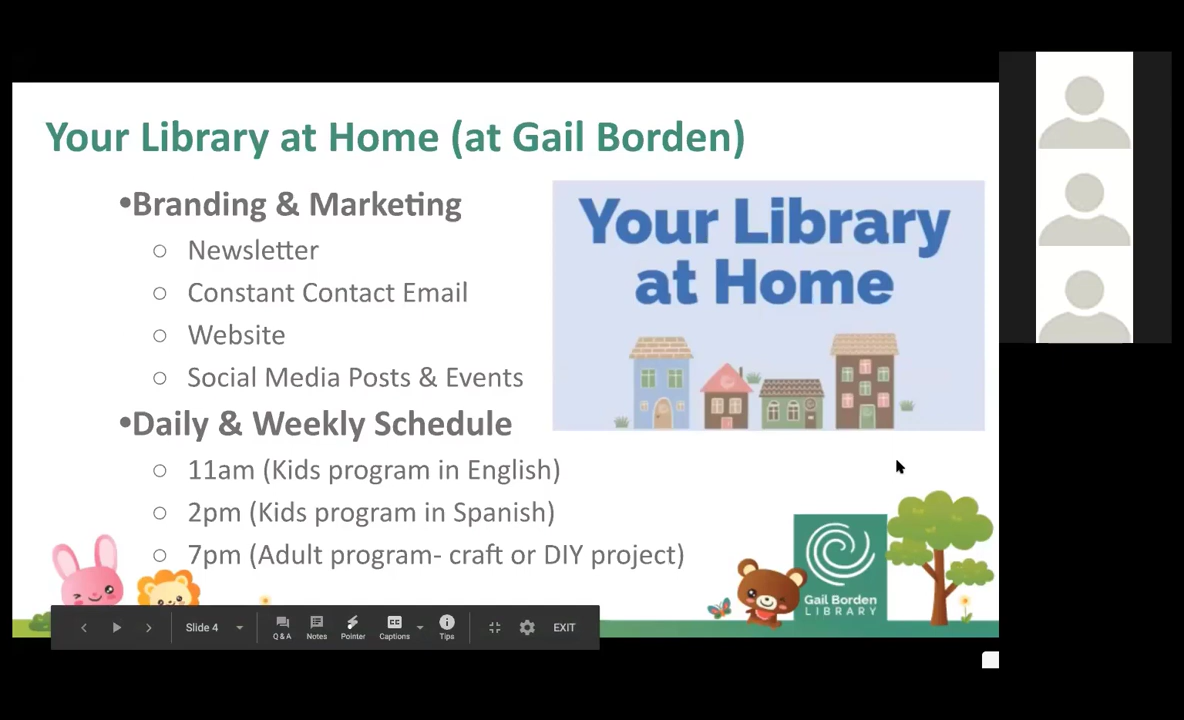 Your Library at Home (at Gail Borden)
•Branding & Marketing
○ Newsletter
○ Constant Contact Email
○ Website
○ Social Media Posts & Events
•Daily & Weekly Schedule
○ 11am (Kids program in English)
○ 2pm (Kids program in Spanish)
○ 7pm (Adult program- craft or DIY project)
Your Library
at Home
Gail Borden
LIBRARY
Slide 4
Q & A
Notes
Pointer
CC
Captions
Tips
EXIT